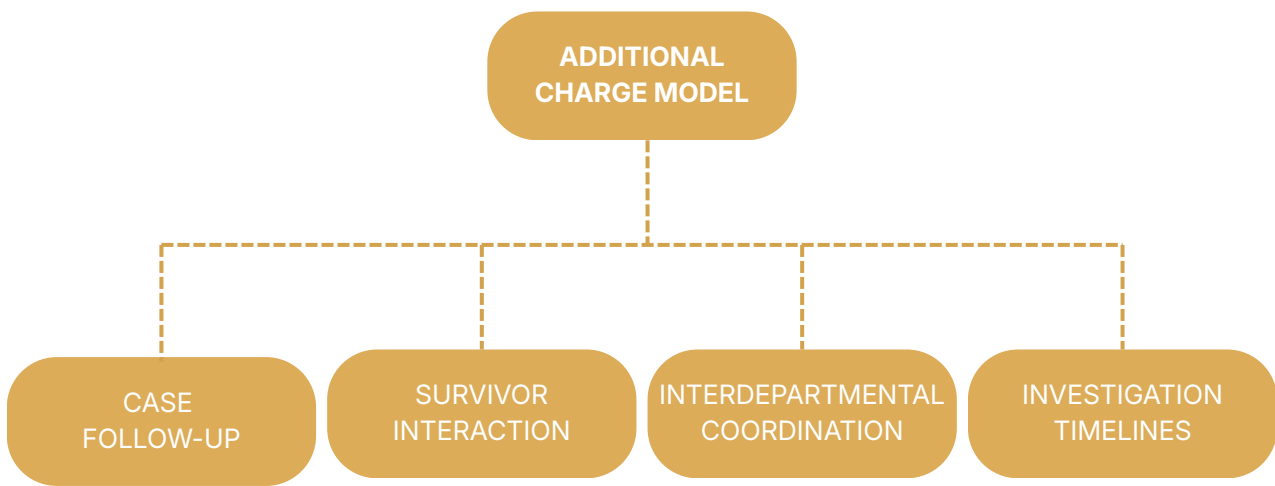 ADDITIONAL
CHARGE MODEL
CASE
FOLLOW-UP
SURVIVOR
INTERACTION
INTERDEPARTMENTAL
COORDINATION
INVESTIGATION
TIMELINES